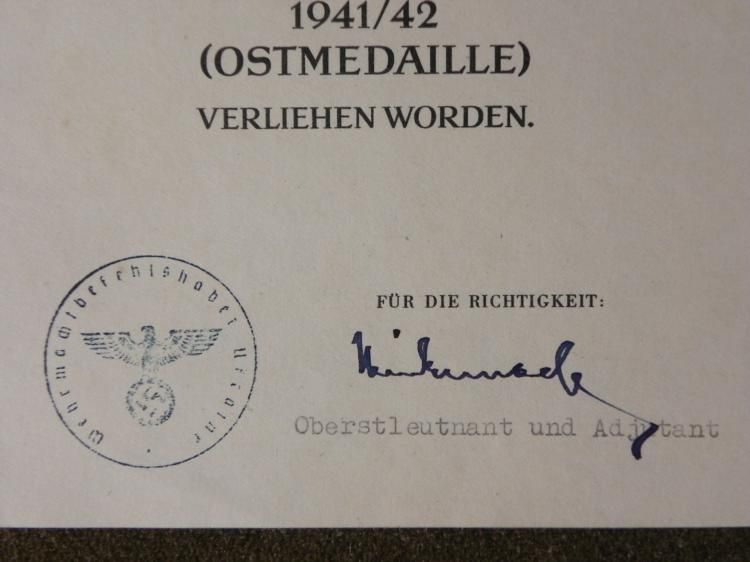 1941/42
(OSTMEDAILLE)
VERLIEHEN WORDEN.
Wehrmachtbefehlshaber Ukraine
FÜR DIE RICHTIGKEIT:
Oberstleutnant und Adjutant